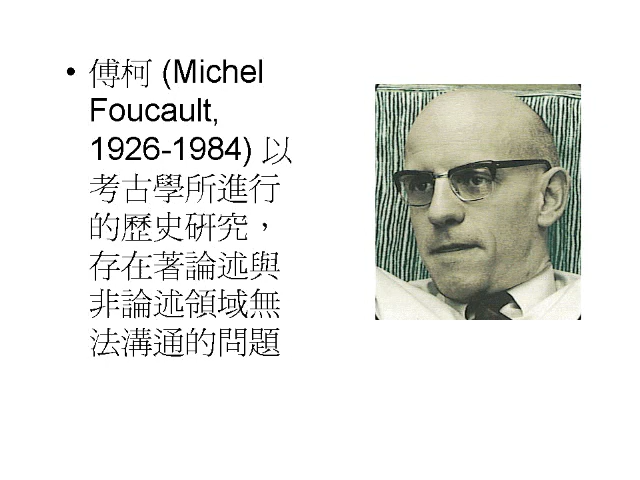 • 傅柯 (Michel
Foucault,
1926-1984) 以
考古學所進行
的歷史研究，
存在著論述與
非論述領域無
法溝通的問題